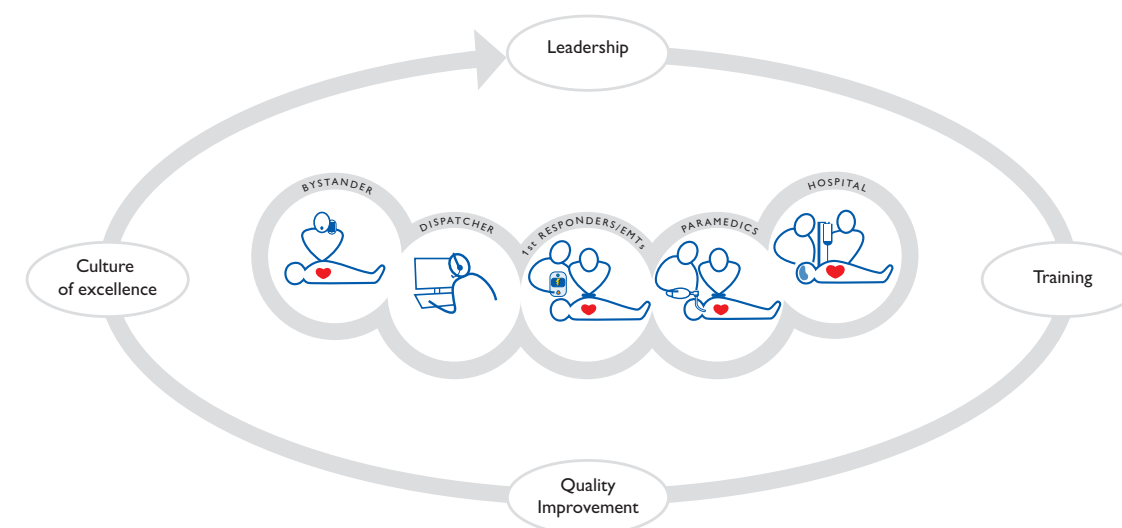 Leadership
BYSTANDER
DISPATCHER
1st RESPONDERS/EMTs
PARAMEDICS
HOSPITAL
Culture
of excellence
Training
Quality
Improvement